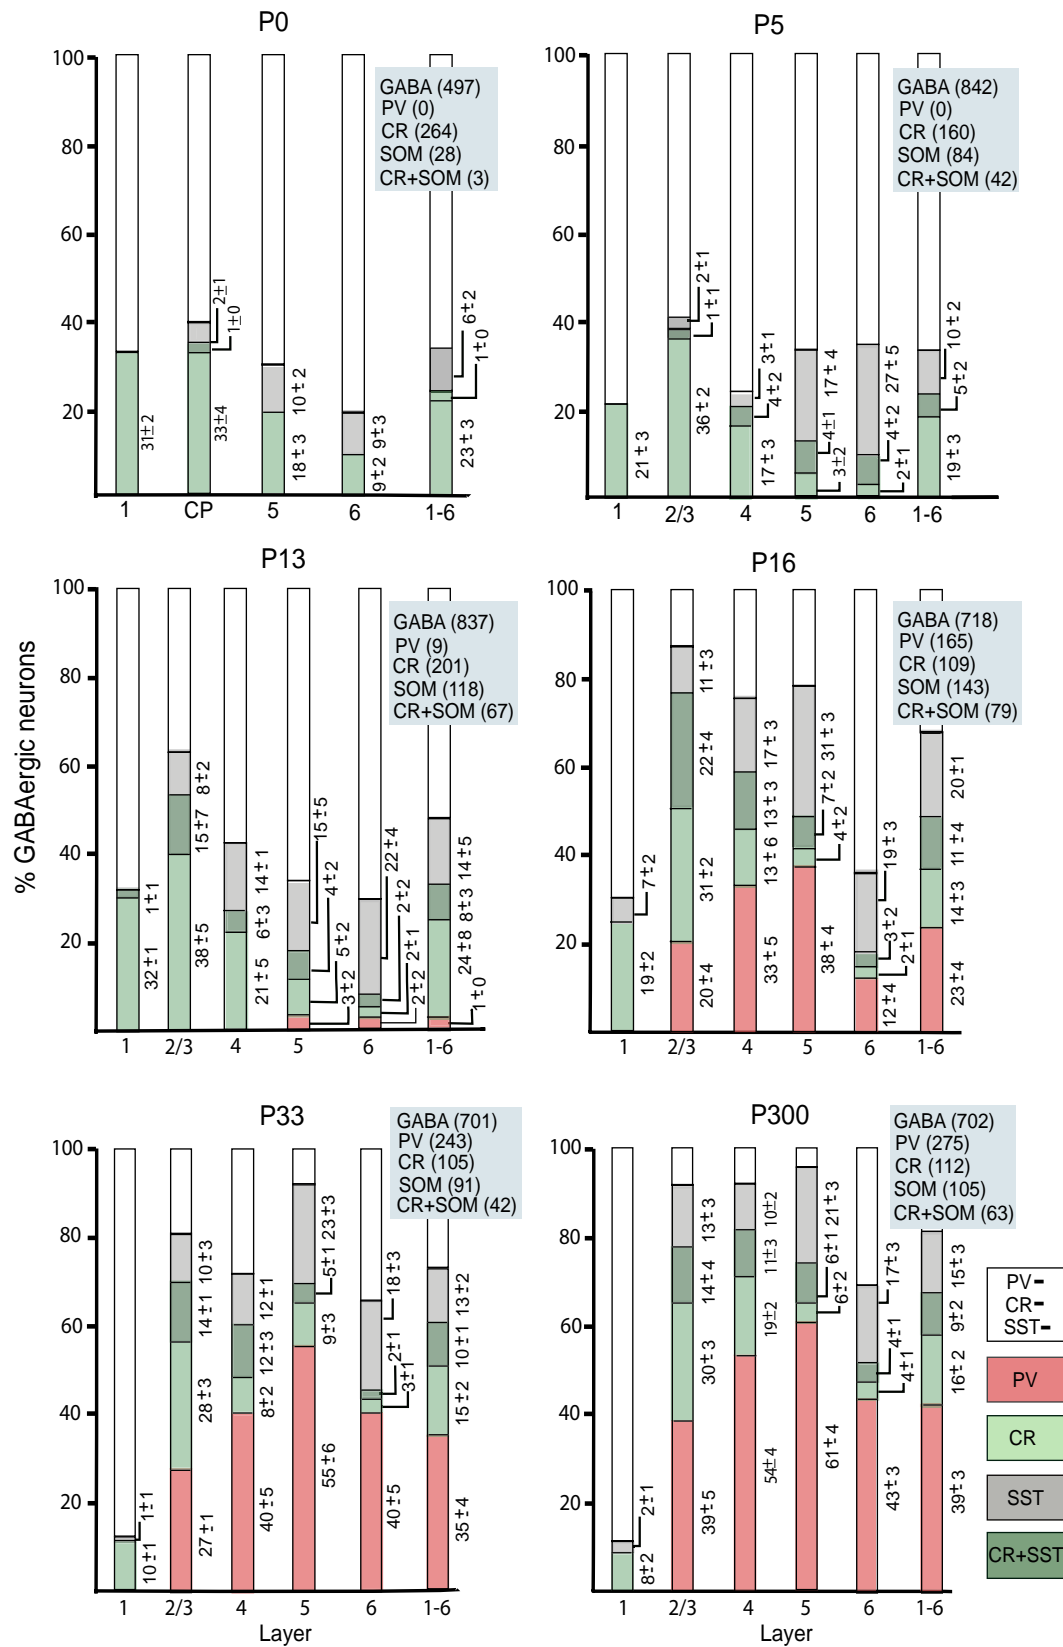 P0
100
80
60
40
20
GABA (497)
PV (0)
CR (264)
SOM (28)
CR+SOM (3)
31±2
33±4
1±0
2±1
18±3
10±2
9±2
9±3
23±3
1±0
6±2
1 CP 5 6 1-6
P5
100
80
60
40
20
GABA (842)
PV (0)
CR (160)
SOM (84)
CR+SOM (42)
21±3
36±2
1±1
2±1
17±3
4±2
3±1
3±2
4±1
17±4
2±1
4±2
27±5
19±3
5±2
10±2
1 2/3 4 5 6 1-6
% GABAergic neurons
P13
100
80
60
40
20
GABA (837)
PV (9)
CR (201)
SOM (118)
CR+SOM (67)
32±1
1±1
38±5
15±7
8±2
21±5
6±3
14±1
3±2
5±2
4±2
15±5
2±2
2±1
2±2
22±4
1±0
24±8
8±3
14±5
1 2/3 4 5 6 1-6
P16
100
80
60
40
20
GABA (718)
PV (165)
CR (109)
SOM (143)
CR+SOM (79)
19±2
7±2
20±4
31±2
22±4
11±3
33±5
13±6
13±3
17±3
38±4
4±2
7±2
31±3
12±4
2±1
3±2
19±3
23±4
14±3
11±4
20±1
1 2/3 4 5 6 1-6
P33
100
80
60
40
20
GABA (701)
PV (243)
CR (105)
SOM (91)
CR+SOM (42)
10±1
1±1
27±1
28±3
14±1
10±3
40±5
8±2
12±3
12±1
55±6
9±3
5±1
23±3
40±5
3±1
2±1
18±3
35±4
15±2
10±1
13±2
1 2/3 4 5 6 1-6
Layer
P300
100
80
60
40
20
GABA (702)
PV (275)
CR (112)
SOM (105)
CR+SOM (63)
8±2
2±1
39±5
30±3
14±4
13±3
54±4
19±2
11±3
10±2
61±4
6±2
6±1
21±3
43±3
4±1
4±1
17±3
39±3
16±2
9±2
15±3
1 2/3 4 5 6 1-6
Layer
PV-
CR-
SST-
PV
CR
SST
CR+SST